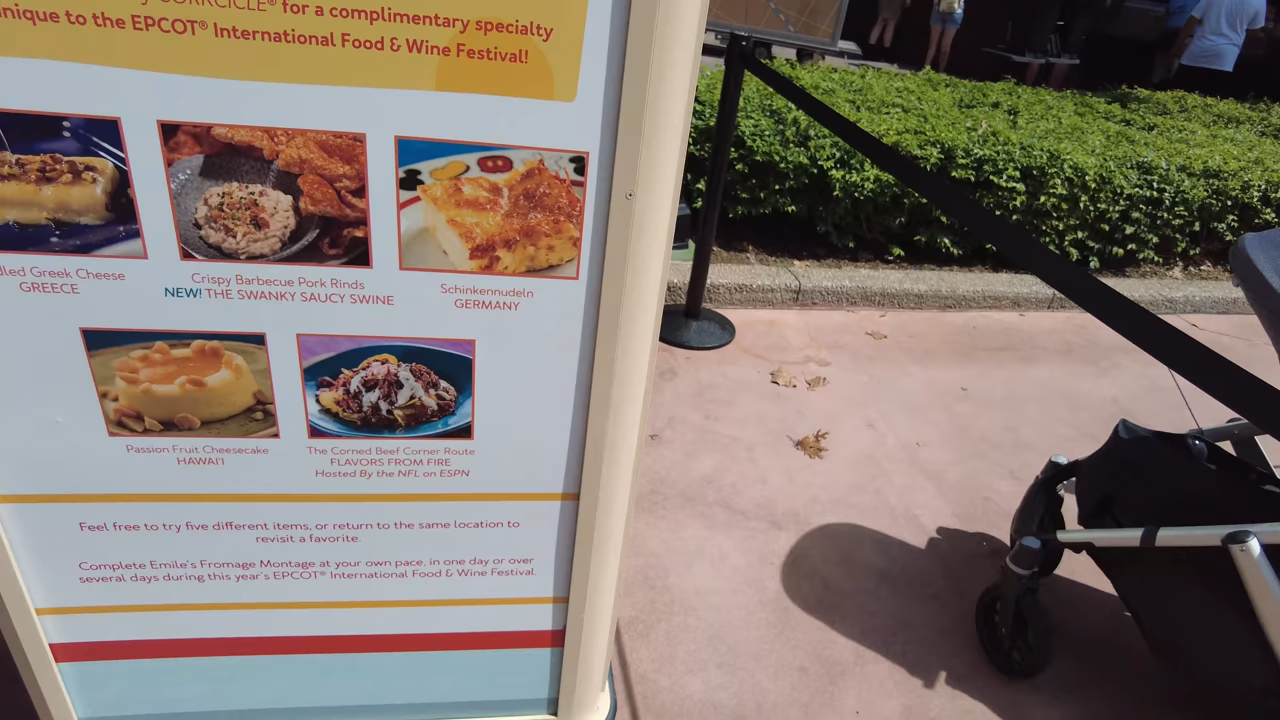 CORKCICLE® for a complimentary specialty
unique to the EPCOT® International Food & Wine Festival!
Greek Cheese
GREECE
Crispy Barbecue Pork Rinds
NEW! THE SWANKY SAUCY SWINE
Schinkennudeln
GERMANY
Passion Fruit Cheesecake
HAWAI'I
The Corned Beef Corner Route
FLAVORS FROM FIRE
Hosted By the NFL on ESPN
Feel free to try five different items, or return to the same location to
revisit a favorite.
Complete Emile's Fromage Montage at your own pace, in one day or over
several days during this year's EPCOT® International Food & Wine Festival.